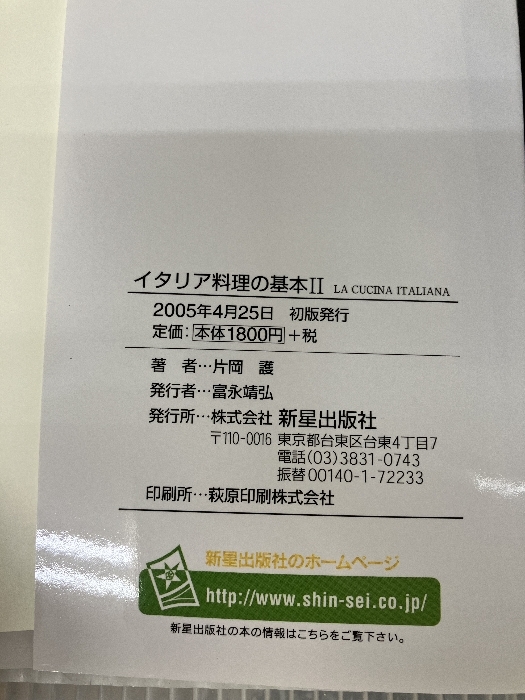 イタリア料理の基本II LA CUCINA ITALIANA
2005年4月25日 初版発行
定価：本体1800円＋税
著 者…片岡 護
発行者…富永靖弘
発行所…株式会社 新星出版社
〒110-0016 東京都台東区台東4丁目7
電話(03)3831-0743
振替00140-1-72233
印刷所…萩原印刷株式会社
新星出版社のホームページ
http://www.shin-sei.co.jp/
新星出版社の本の情報はこちらをご覧下さい。